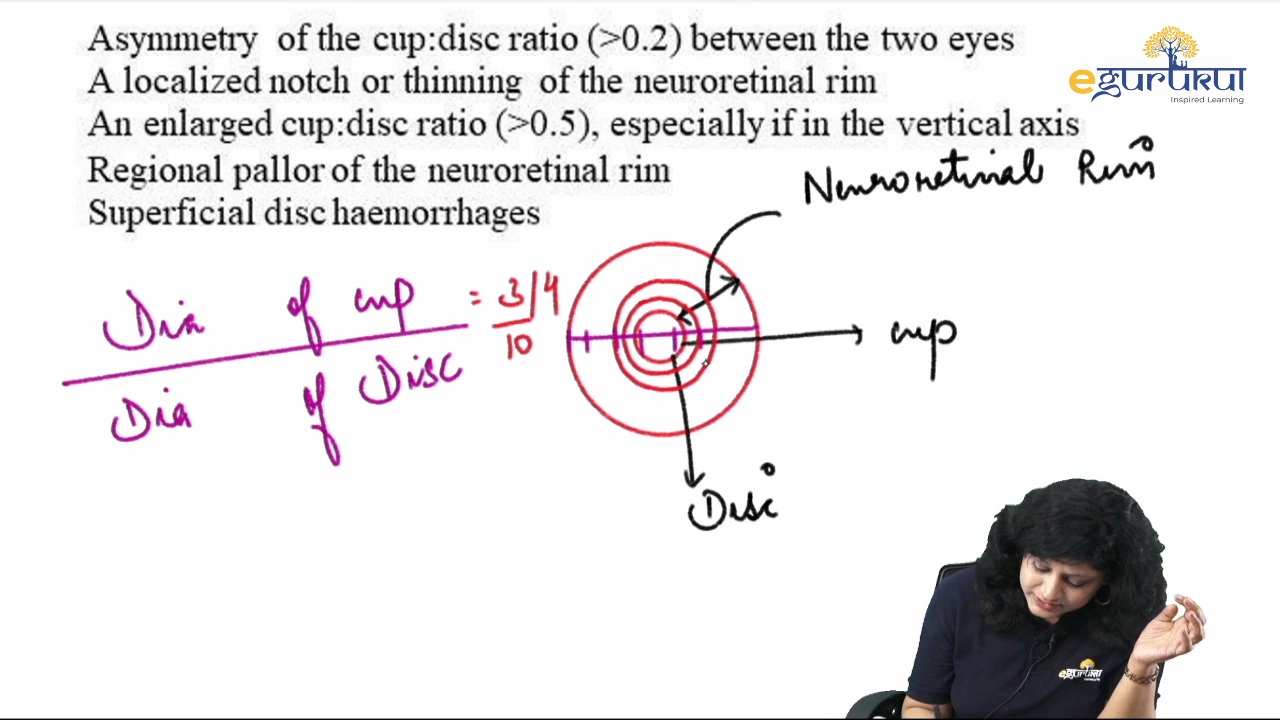 Asymmetry of the cup:disc ratio (>0.2) between the two eyes
A localized notch or thinning of the neuroretinal rim
An enlarged cup:disc ratio (>0.5), especially if in the vertical axis
Regional pallor of the neuroretinal rim
Superficial disc haemorrhages
egurukul
Inspired Learning
Neuroretinal Rim
Dia of cup
Dia of Disc
= 3/4
10
cup
Disc
egurukul